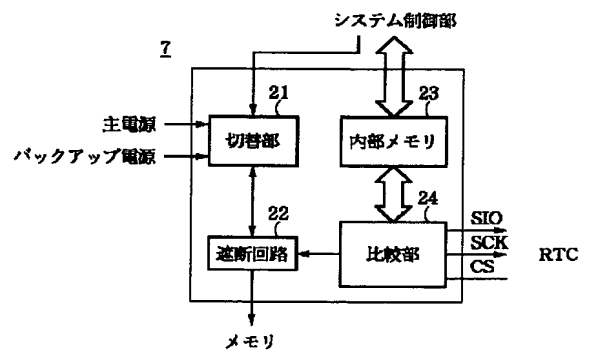 システム制御部
7
21
23
主電源
切替部
内部メモリ
バックアップ電源
22
24
SIO
遮断回路
比較部
SCK
RTC
CS
メモリ